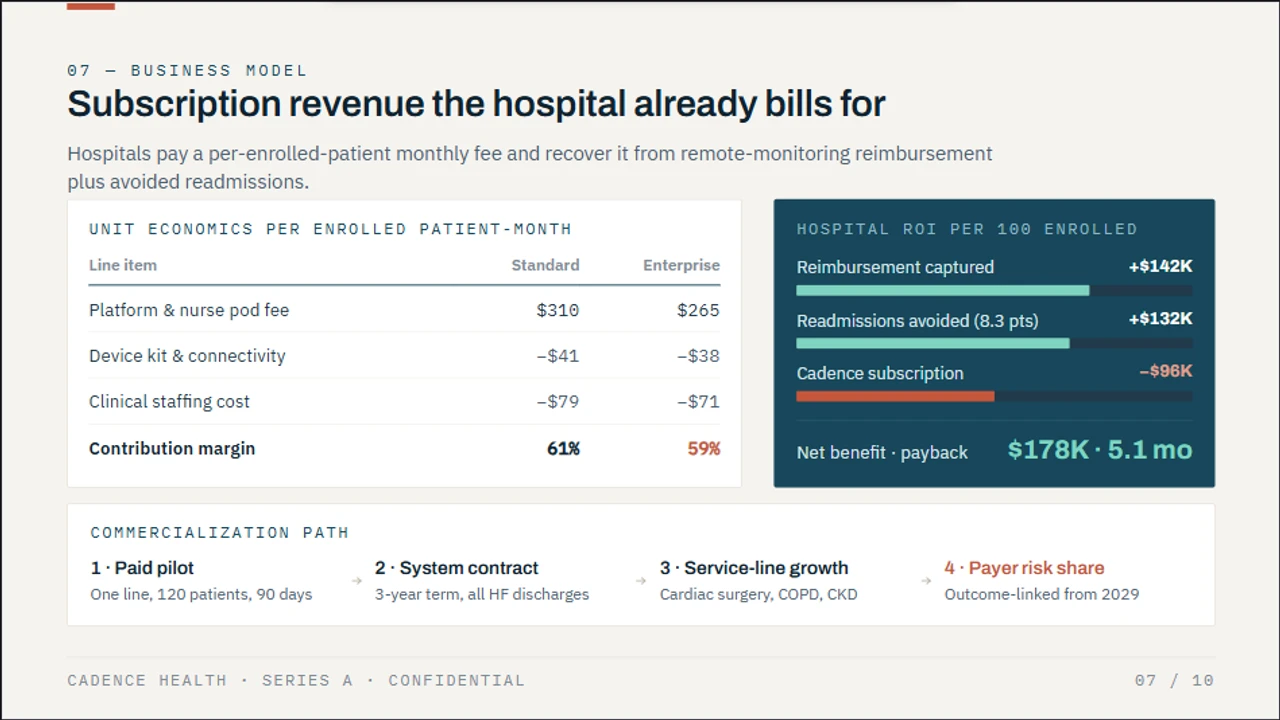 07 — BUSINESS MODEL
Subscription revenue the hospital already bills for
Hospitals pay a per-enrolled-patient monthly fee and recover it from remote-monitoring reimbursement
plus avoided readmissions.
UNIT ECONOMICS PER ENROLLED PATIENT-MONTH
Line item Standard Enterprise
Platform & nurse pod fee $310 $265
Device kit & connectivity –$41 –$38
Clinical staffing cost –$79 –$71
Contribution margin 61% 59%
HOSPITAL ROI PER 100 ENROLLED
Reimbursement captured +$142K
Readmissions avoided (8.3 pts) +$132K
Cadence subscription –$96K
Net benefit · payback $178K · 5.1 mo
COMMERCIALIZATION PATH
1 · Paid pilot
One line, 120 patients, 90 days
→
2 · System contract
3-year term, all HF discharges
→
3 · Service-line growth
Cardiac surgery, COPD, CKD
→
4 · Payer risk share
Outcome-linked from 2029
CADENCE HEALTH · SERIES A · CONFIDENTIAL
07 / 10